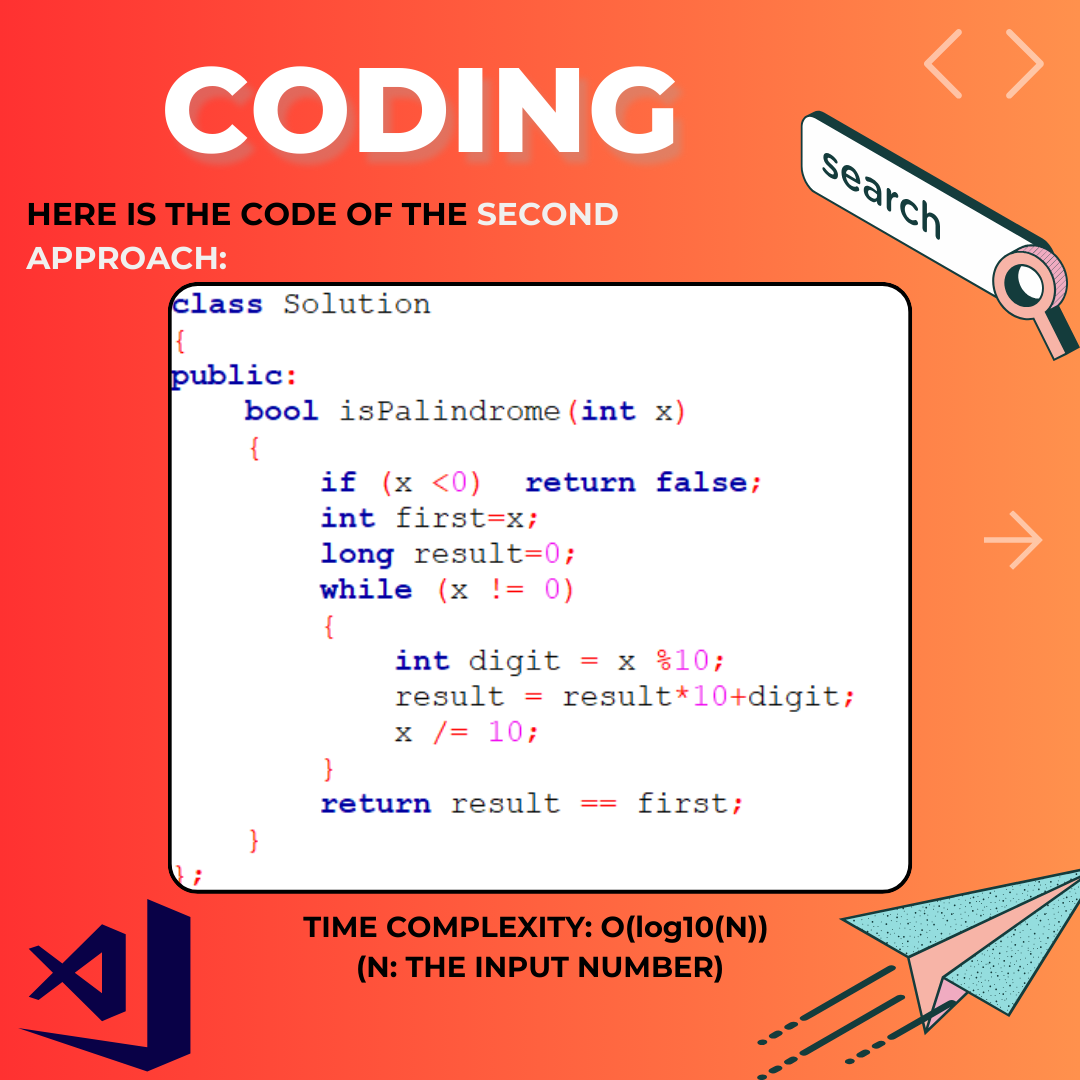 CODING
HERE IS THE CODE OF THE SECOND
APPROACH:
search
class Solution
{
public:
    bool isPalindrome(int x)
    {
        if (x <0)  return false;
        int first=x;
        long result=0;
        while (x != 0)
        {
            int digit = x %10;
            result = result*10+digit;
            x /= 10;
        }
        return result == first;
    }
};
TIME COMPLEXITY: O(log10(N))
(N: THE INPUT NUMBER)